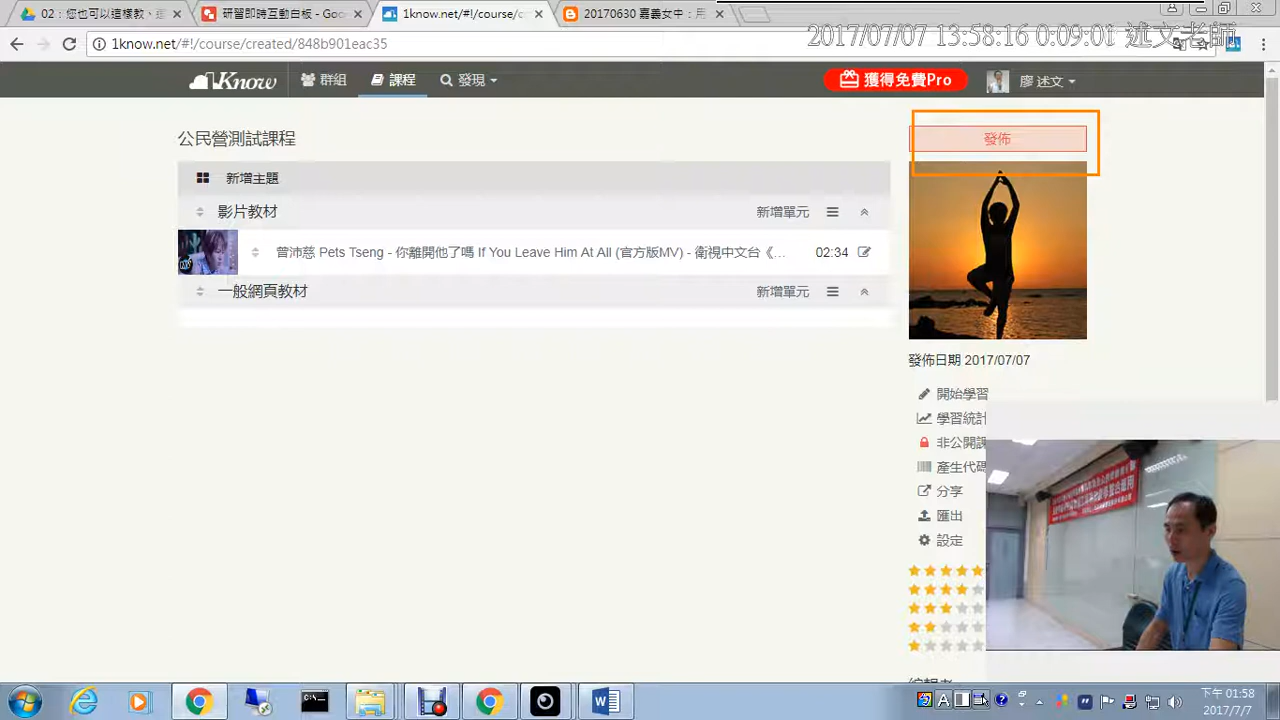 02：您也可以這樣教、這
研習即時互動白板 - Goo
1know.net/#!/course/c
20170630 嘉義女中 - 用
1know.net/#!/course/created/848b901eac35
2017/07/07 13:58:16 0:09:01 述文老師
1Know 群組 課程 發現 獲得免費Pro 廖 述文
公民營測試課程
發佈
新增主題
影片教材 新增單元
曾沛慈 Pets Tseng - 你離開他了嗎 If You Leave Him At All (官方版MV) - 衛視中文台《... 02:34
一般網頁教材 新增單元
發佈日期 2017/07/07
開始學習
學習統計
非公開課
產生代碼
分享
匯出
設定
下午 01:58
2017/7/7